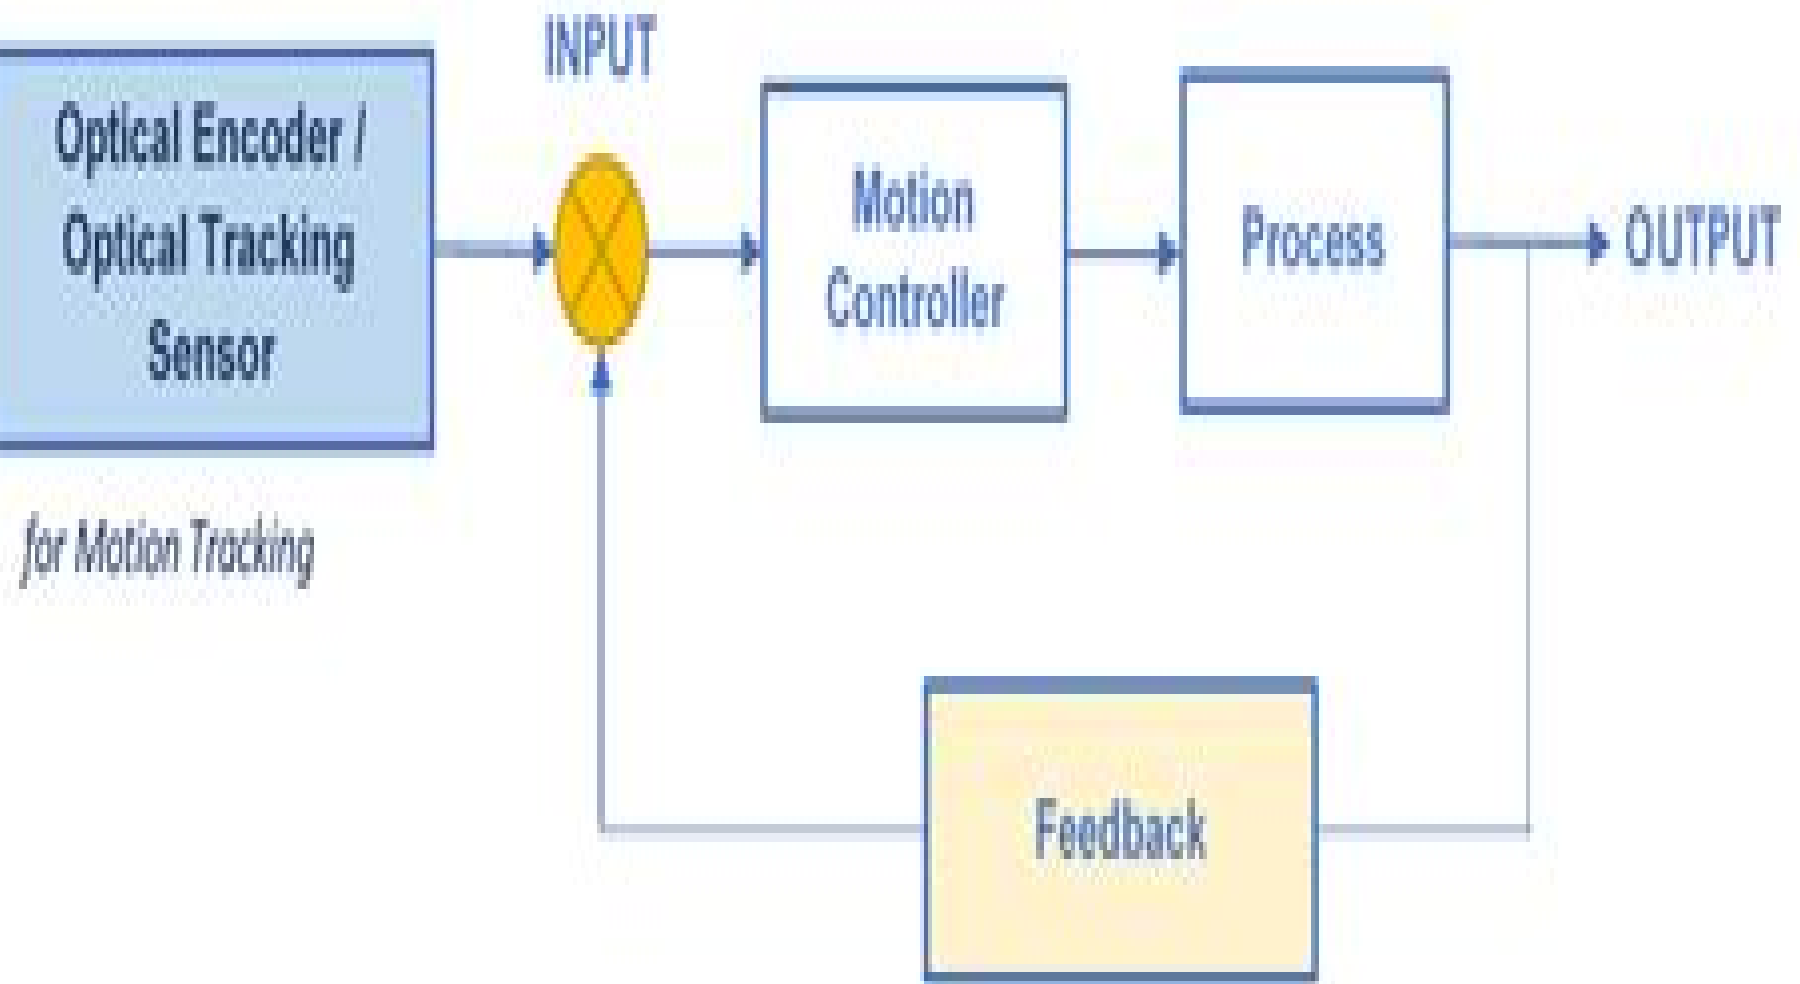 Optical Encoder /
Optical Tracking
Sensor
for Motion Tracking
INPUT
Motion
Controller
Process
OUTPUT
Feedback